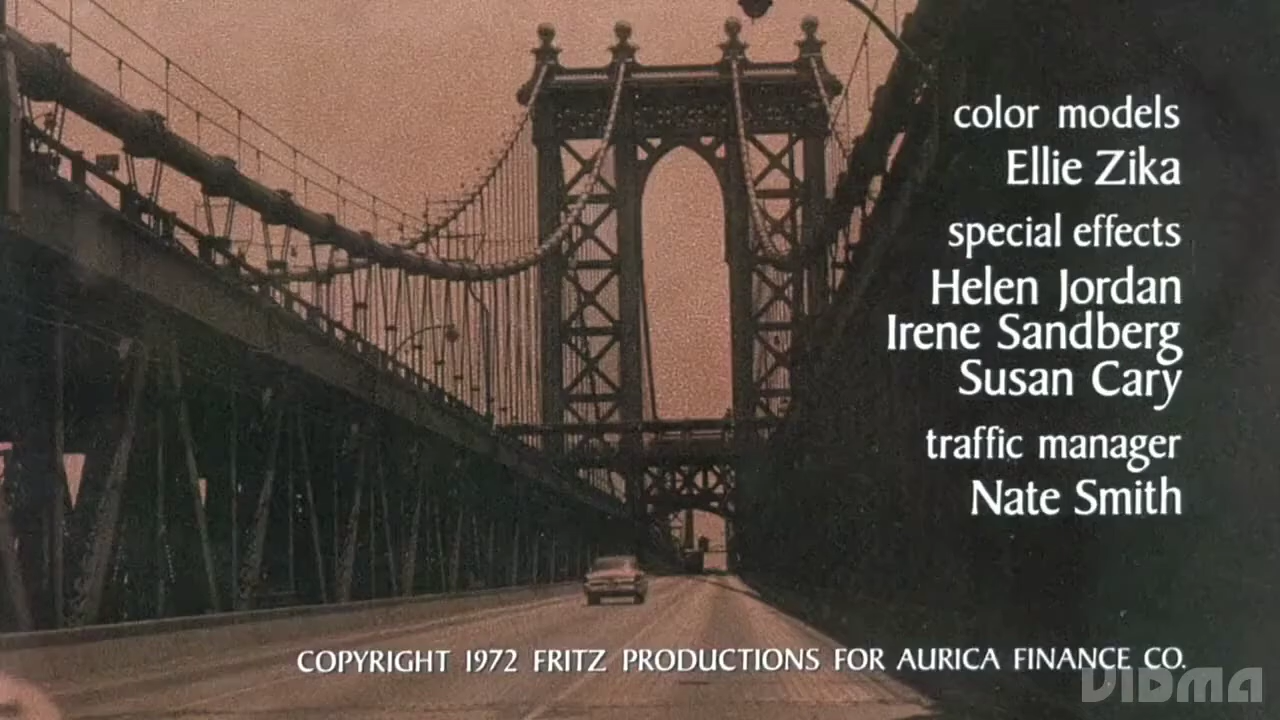 color models
Ellie Zika
special effects
Helen Jordan
Irene Sandberg
Susan Cary
traffic manager
Nate Smith
COPYRIGHT 1972 FRITZ PRODUCTIONS FOR AURICA FINANCE CO.
VIDMA